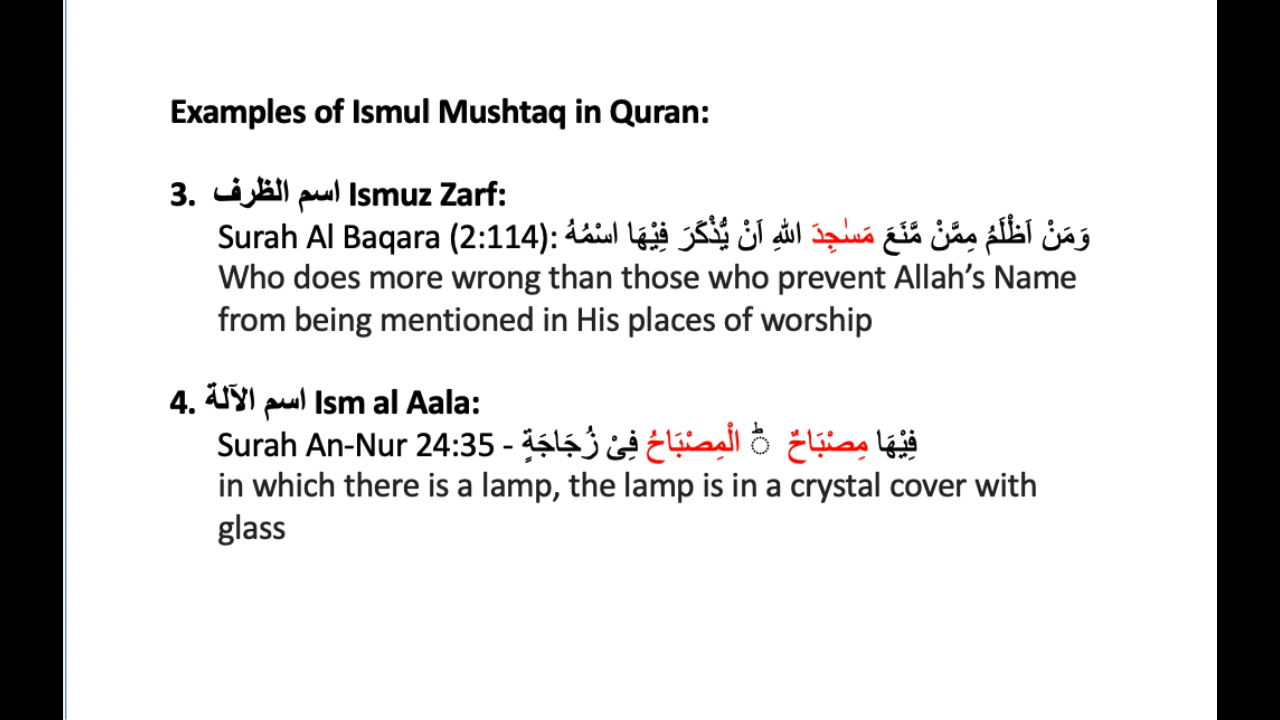 Examples of Ismul Mushtaq in Quran:
3. اسم الظرف Ismuz Zarf:
Surah Al Baqara (2:114): وَمَنْ اَظْلَمُ مِمَّنْ مَّنَعَ مَسٰجِدَ اللهِ اَنْ يُّذْكَرَ فِيْهَا اسْمُهُ
Who does more wrong than those who prevent Allah’s Name
from being mentioned in His places of worship
4. اسم الآلة Ism al Aala:
Surah An-Nur 24:35 - فِيْهَا مِصْبَاحٌ ؕ الْمِصْبَاحُ فِىْ زُجَاجَةٍ
in which there is a lamp, the lamp is in a crystal cover with
glass